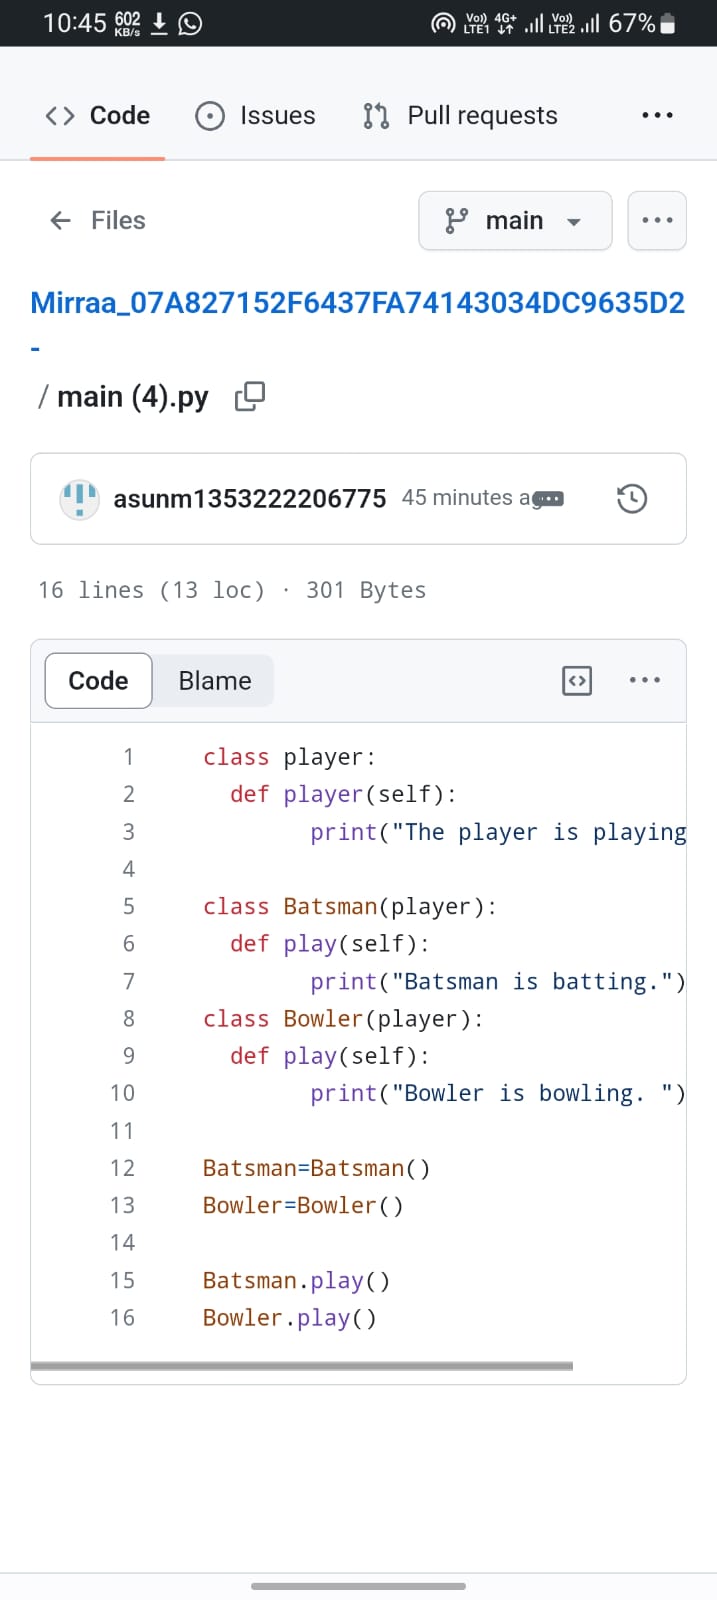 10:45 602 KB/s Vo)) LTE1 4G+ Vo)) LTE2 67%
Code Issues Pull requests ...
Files main ...
Mirraa_07A827152F6437FA74143034DC9635D2
-
/ main (4).py
asunm1353222206775 45 minutes a
16 lines (13 loc) · 301 Bytes
Code Blame ...
1 class player:
2   def player(self):
3         print("The player is playing
4
5 class Batsman(player):
6   def play(self):
7         print("Batsman is batting.")
8 class Bowler(player):
9   def play(self):
10         print("Bowler is bowling. ")
11
12 Batsman=Batsman()
13 Bowler=Bowler()
14
15 Batsman.play()
16 Bowler.play()